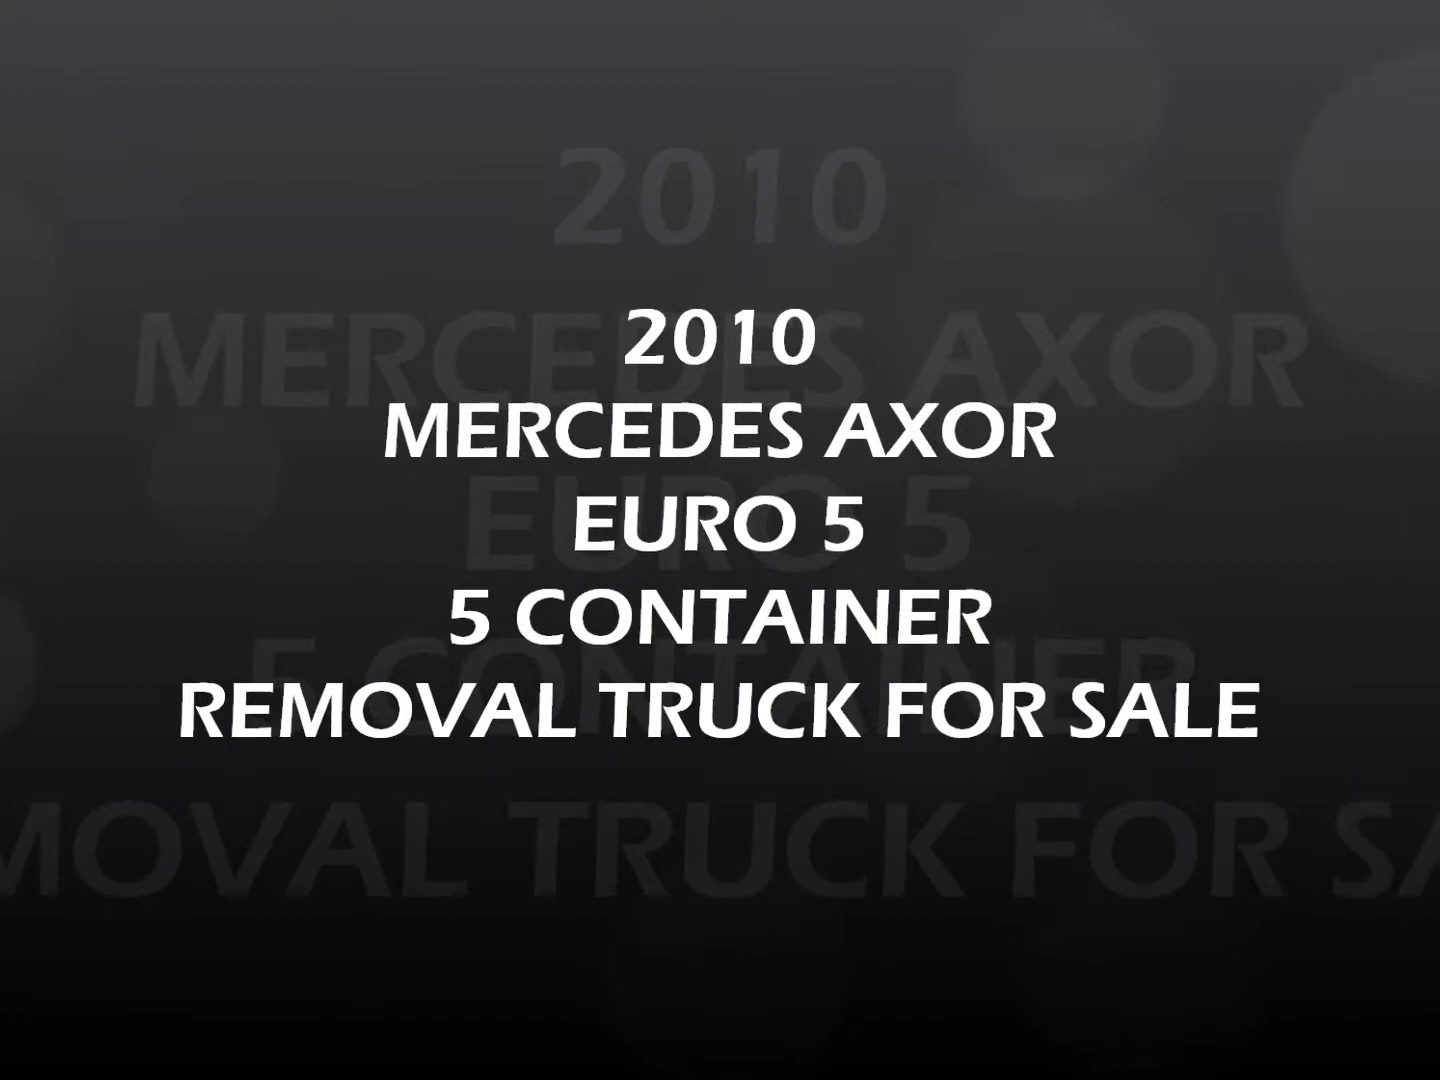 2010
MERCEDES AXOR
EURO 5
5 CONTAINER
REMOVAL TRUCK FOR SALE